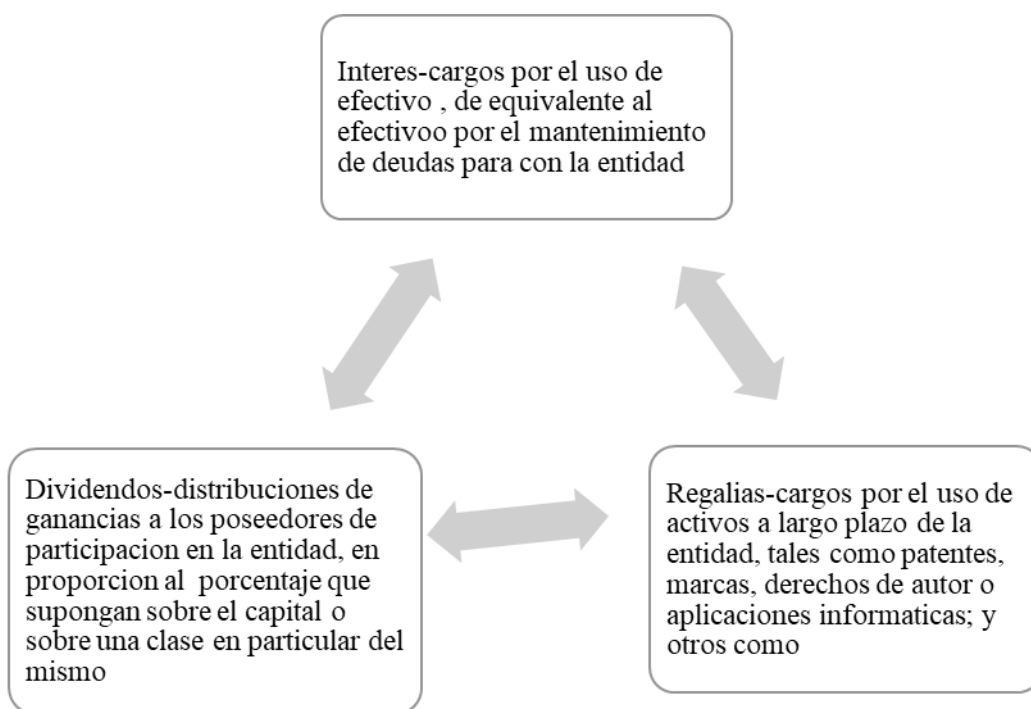 Interes-cargos por el uso de
efectivo , de equivalente al
efectivoo por el mantenimiento
de deudas para con la entidad
Dividendos-distribuciones de
ganancias a los poseedores de
participacion en la entidad, en
proporcion al porcentaje que
supongan sobre el capital o
sobre una clase en particular del
mismo
Regalias-cargos por el uso de
activos a largo plazo de la
entidad, tales como patentes,
marcas, derechos de autor o
aplicaciones informaticas; y
otros como